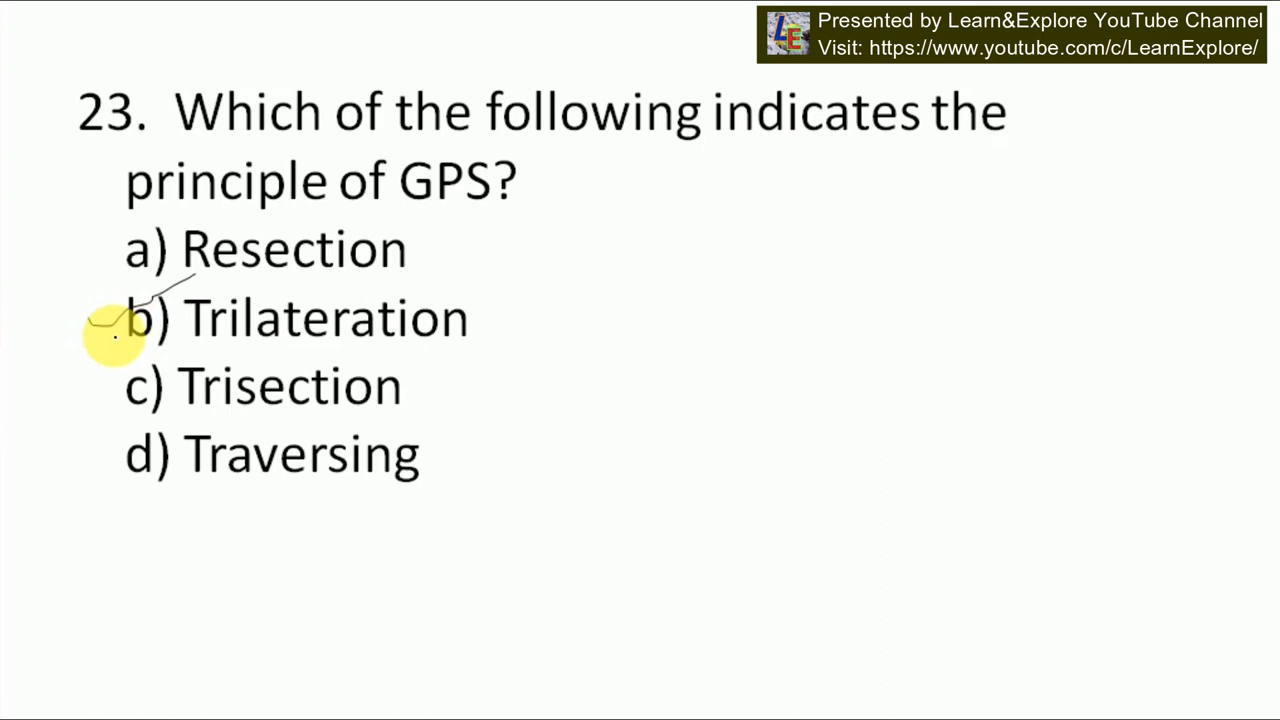 Presented by Learn&Explore YouTube Channel
Visit: https://www.youtube.com/c/LearnExplore/
LE
23. Which of the following indicates the
principle of GPS?
a) Resection
b) Trilateration
c) Trisection
d) Traversing